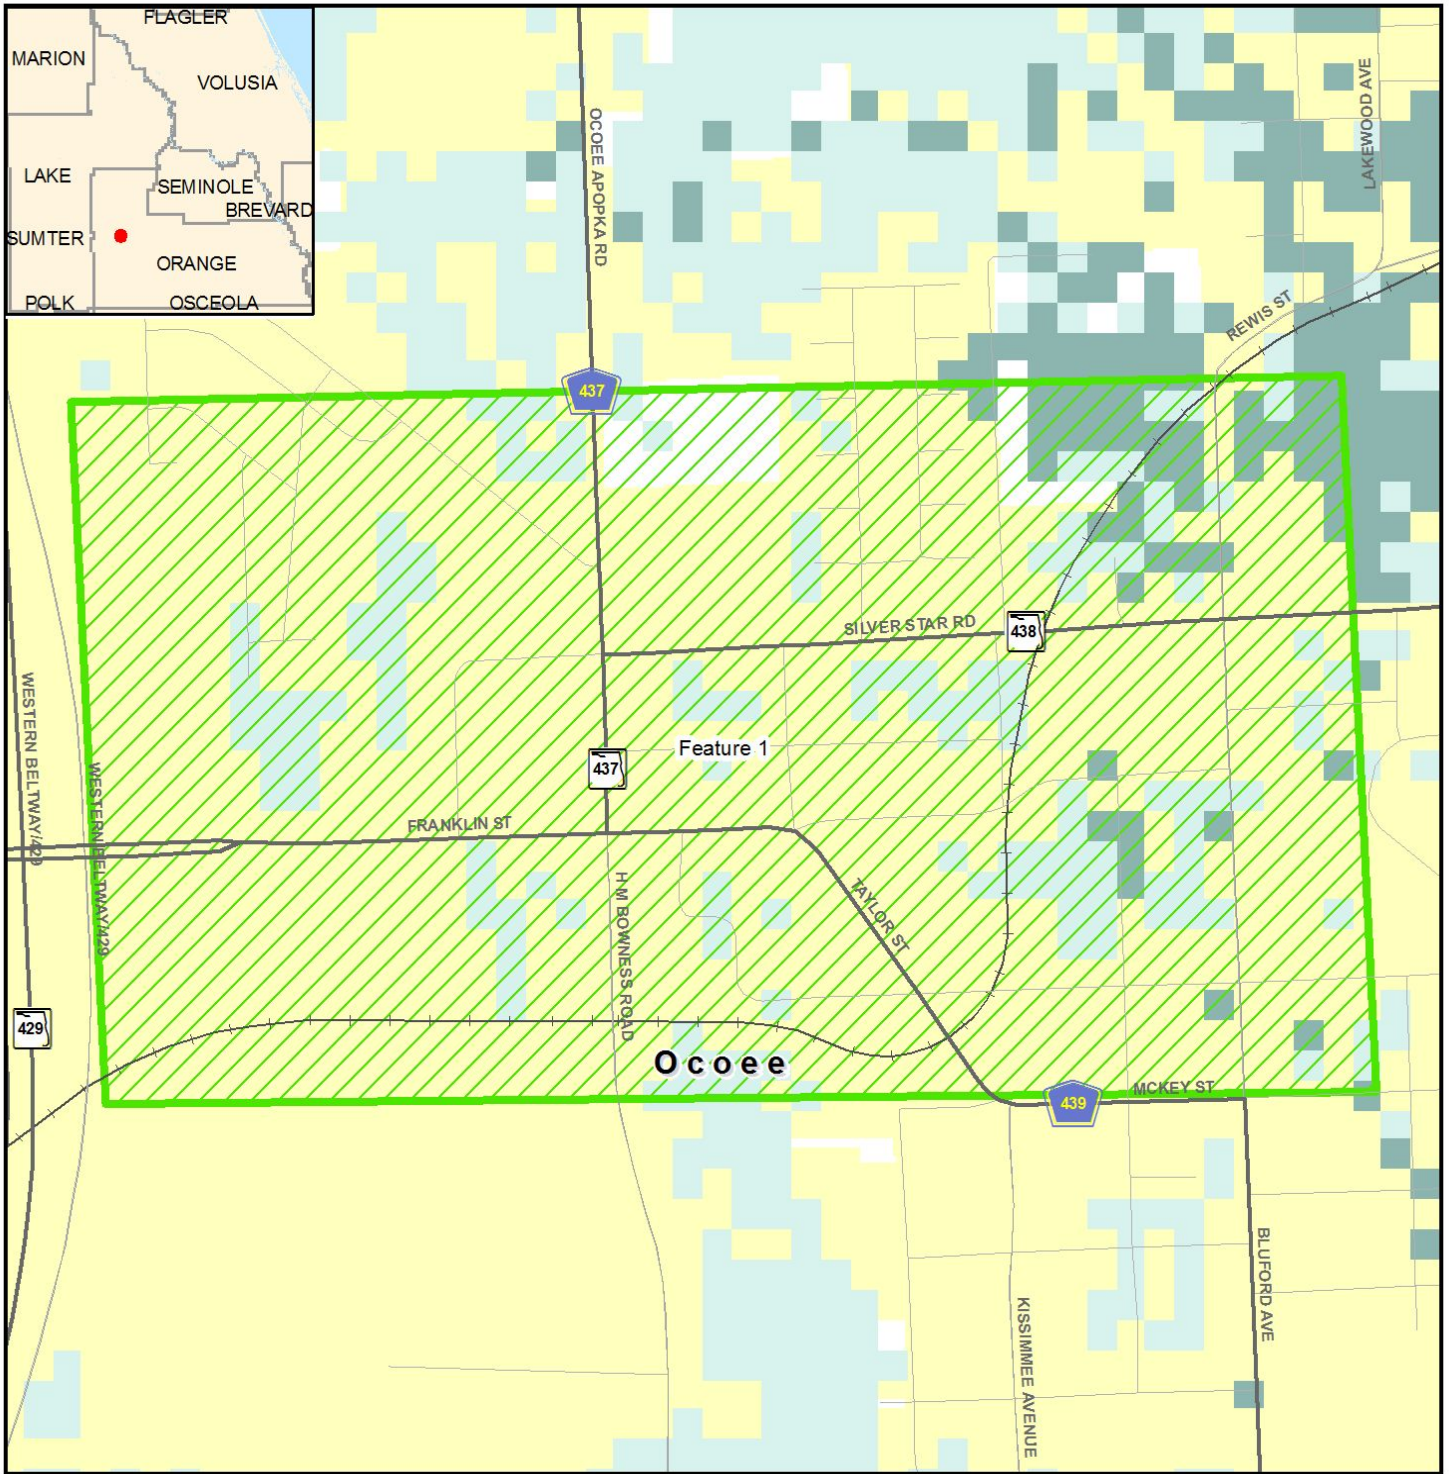 FLAGLER
MARION
VOLUSIA
LAKE
SEMINOLE
BREVARD
SUMTER
ORANGE
POLK
OSCEOLA
OCOEE APOPKA RD
LAKEWOOD AVE
REWIS ST
437
SILVER STAR RD
438
WESTERN BELTWAY/429
WESTERN BELTWAY/429
Feature 1
437
FRANKLIN ST
H M BOWNESS ROAD
TAYLOR ST
429
Ocoee
MCKEY ST
439
BLUFORD AVE
KISSIMMEE AVENUE